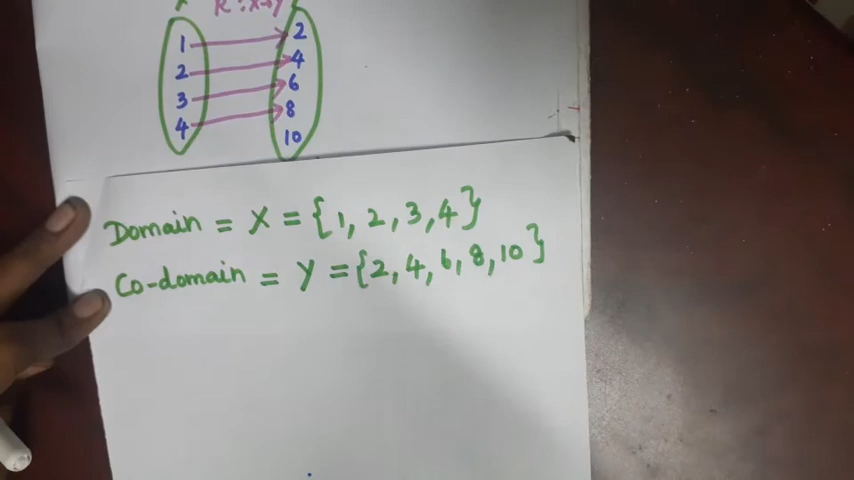 R : X→Y
1 2
2 4
3 6
4 8
10
Domain = X = {1, 2, 3, 4}
Co-domain = Y = {2, 4, 6, 8, 10}